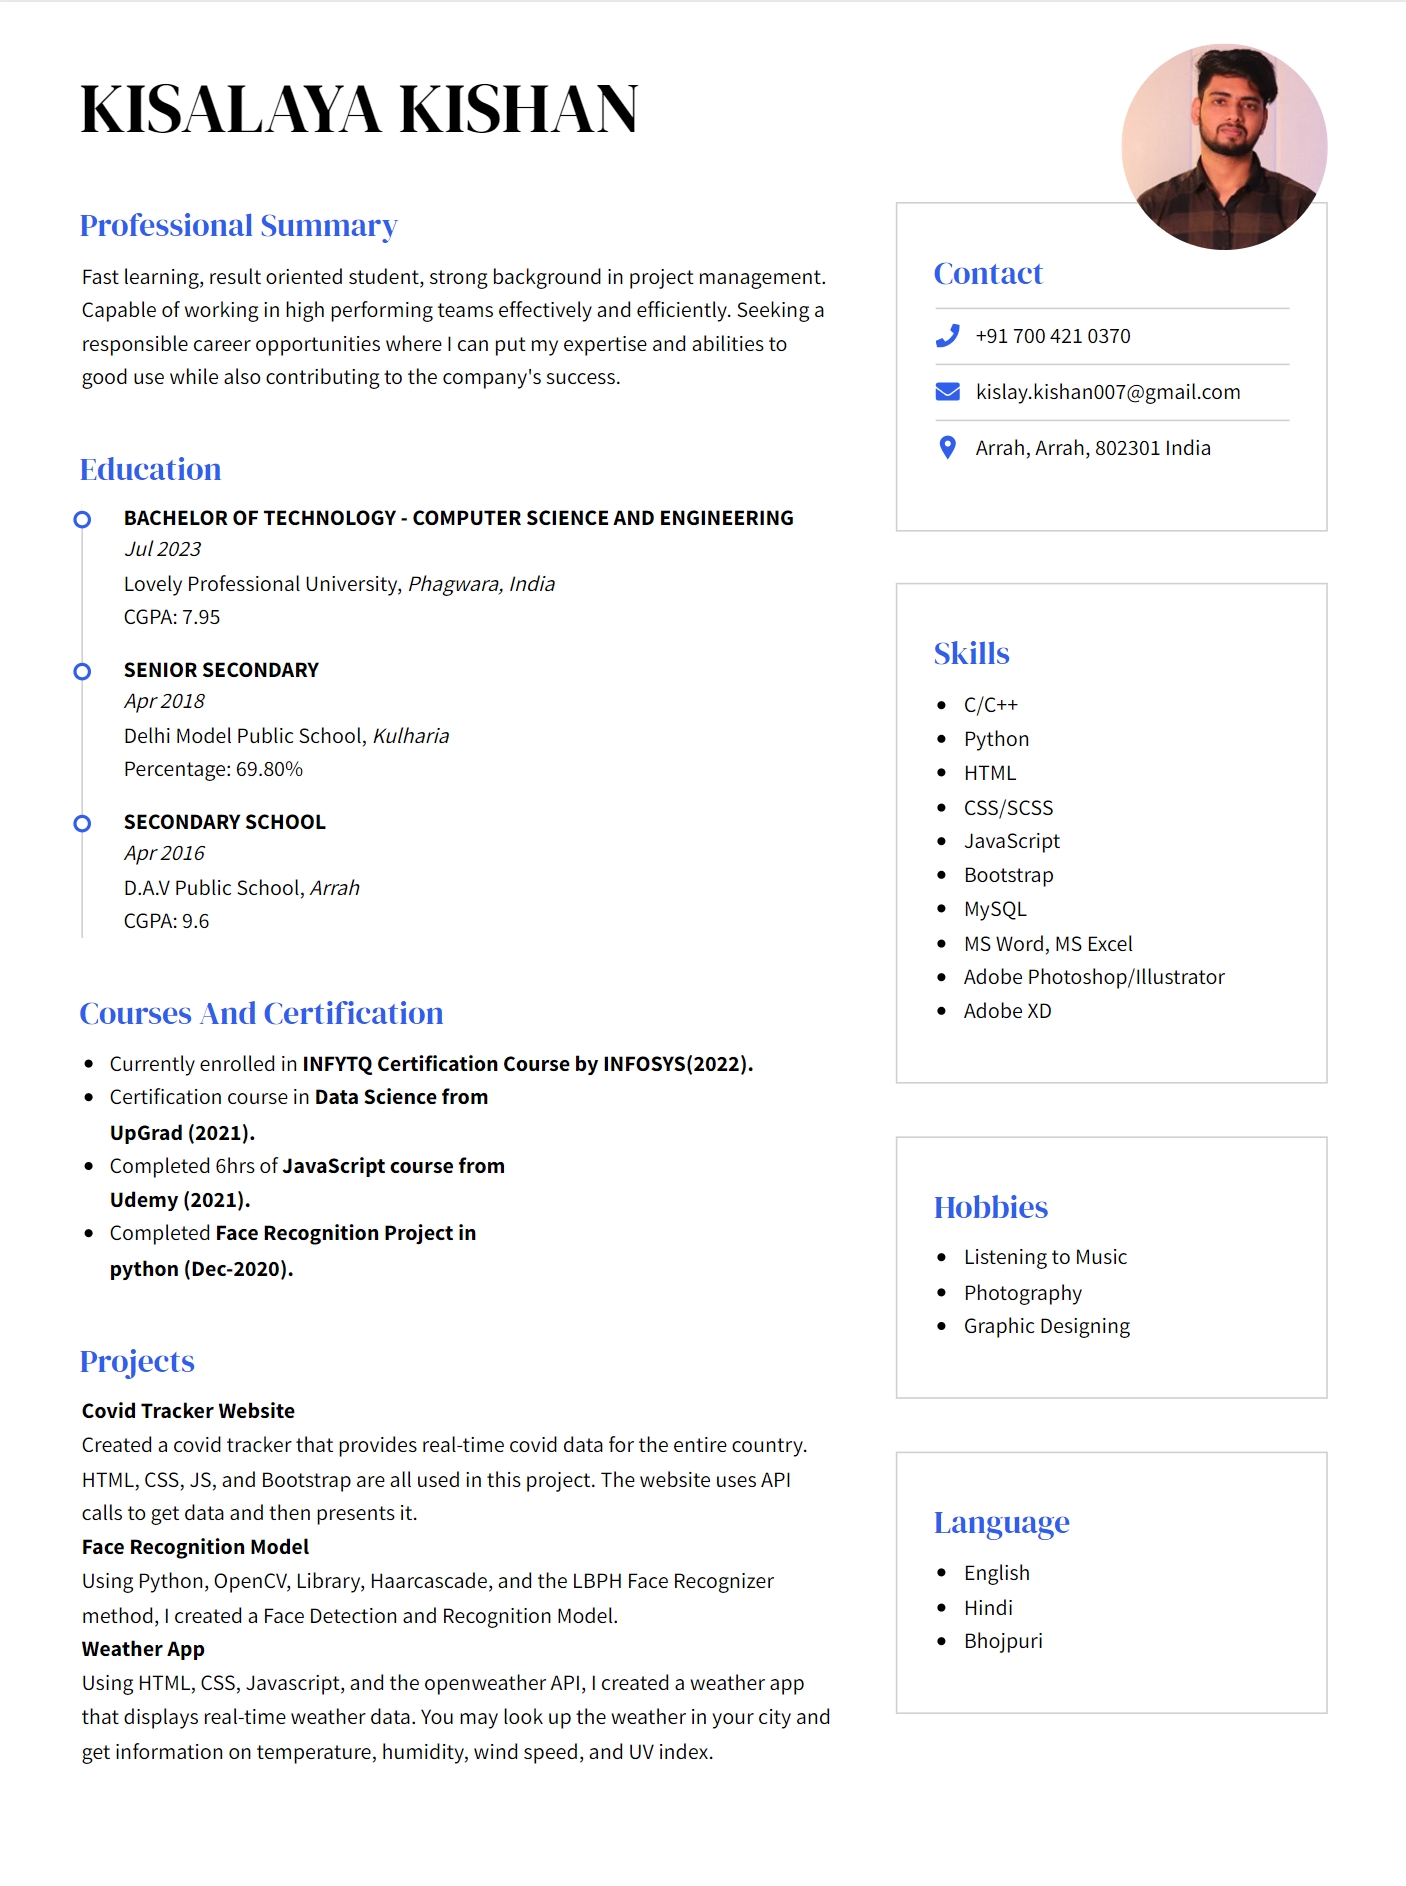 KISALAYA KISHAN
Professional Summary
Fast learning, result oriented student, strong background in project management.
Capable of working in high performing teams effectively and efficiently. Seeking a
responsible career opportunities where I can put my expertise and abilities to
good use while also contributing to the company's success.
Education
BACHELOR OF TECHNOLOGY - COMPUTER SCIENCE AND ENGINEERING
Jul 2023
Lovely Professional University, Phagwara, India
CGPA: 7.95
SENIOR SECONDARY
Apr 2018
Delhi Model Public School, Kulharia
Percentage: 69.80%
SECONDARY SCHOOL
Apr 2016
D.A.V Public School, Arrah
CGPA: 9.6
Courses And Certification
• Currently enrolled in INFYTQ Certification Course by INFOSYS(2022).
• Certification course in Data Science from
UpGrad (2021).
• Completed 6hrs of JavaScript course from
Udemy (2021).
• Completed Face Recognition Project in
python (Dec-2020).
Projects
Covid Tracker Website
Created a covid tracker that provides real-time covid data for the entire country.
HTML, CSS, JS, and Bootstrap are all used in this project. The website uses API
calls to get data and then presents it.
Face Recognition Model
Using Python, OpenCV, Library, Haarcascade, and the LBPH Face Recognizer
method, I created a Face Detection and Recognition Model.
Weather App
Using HTML, CSS, Javascript, and the openweather API, I created a weather app
that displays real-time weather data. You may look up the weather in your city and
get information on temperature, humidity, wind speed, and UV index.
Contact
+91 700 421 0370
kislay.kishan007@gmail.com
Arrah, Arrah, 802301 India
Skills
• C/C++
• Python
• HTML
• CSS/SCSS
• JavaScript
• Bootstrap
• MySQL
• MS Word, MS Excel
• Adobe Photoshop/Illustrator
• Adobe XD
Hobbies
• Listening to Music
• Photography
• Graphic Designing
Language
• English
• Hindi
• Bhojpuri